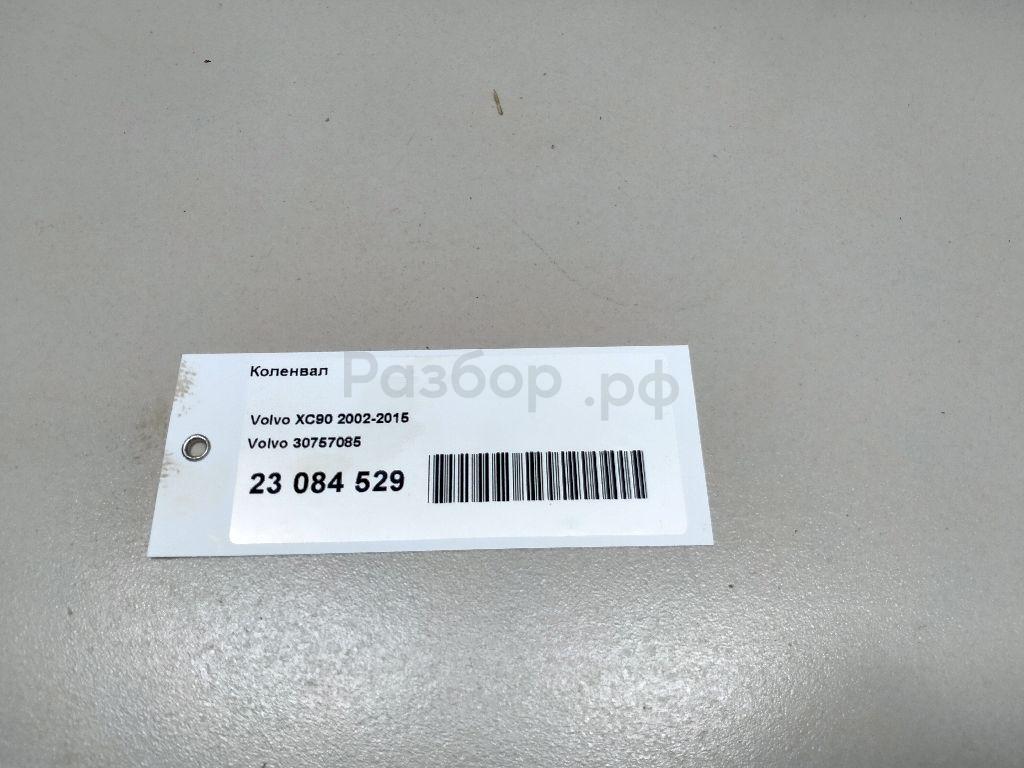 Коленвал
Разбор.рф
Volvo XC90 2002-2015
Volvo 30757085
23 084 529